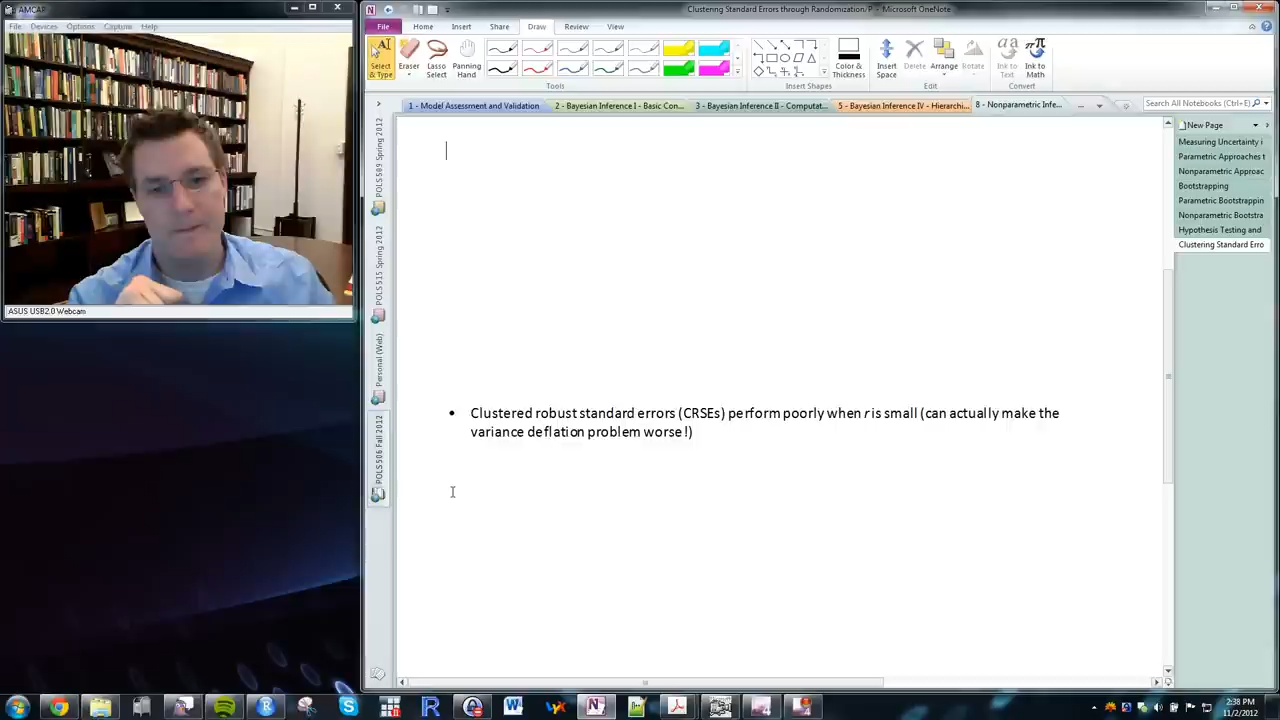 AMCAP
File Devices Options Capture Help
ASUS USB2.0 Webcam
Clustering Standard Errors through Randomization/P - Microsoft OneNote
File Home Insert Share Draw Review View
Select & Type
Eraser
Lasso Select
Panning Hand
Color & Thickness
Insert Space
Delete
Arrange
Rotate
Ink to Text
Ink to Math
Tools
Insert Shapes
Edit
Convert
1 - Model Assessment and Validation
2 - Bayesian Inference I - Basic Con...
3 - Bayesian Inference II - Computat...
5 - Bayesian Inference IV - Hierarchi...
8 - Nonparametric Infe...
Search All Notebooks (Ctrl+E)
New Page
Measuring Uncertainty i
Parametric Approaches t
Nonparametric Approac
Bootstrapping
Parametric Bootstrappin
Nonparametric Bootstra
Hypothesis Testing and
Clustering Standard Erro
POLS 589 Spring 2012
POLS 515 Spring 2012
Personal (Web)
POLS 506 Fall 2012
• Clustered robust standard errors (CRSEs) perform poorly when r is small (can actually make the
variance deflation problem worse!)
2:38 PM
11/2/2012